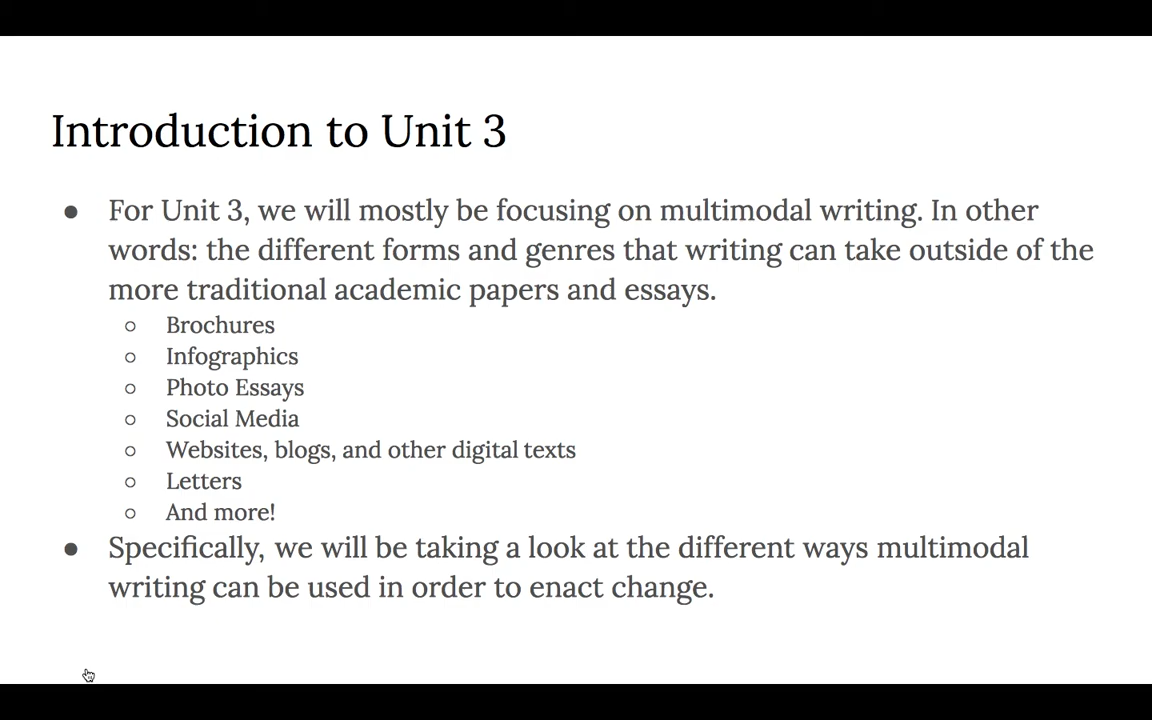 Introduction to Unit 3
● For Unit 3, we will mostly be focusing on multimodal writing. In other
words: the different forms and genres that writing can take outside of the
more traditional academic papers and essays.
○ Brochures
○ Infographics
○ Photo Essays
○ Social Media
○ Websites, blogs, and other digital texts
○ Letters
○ And more!
● Specifically, we will be taking a look at the different ways multimodal
writing can be used in order to enact change.